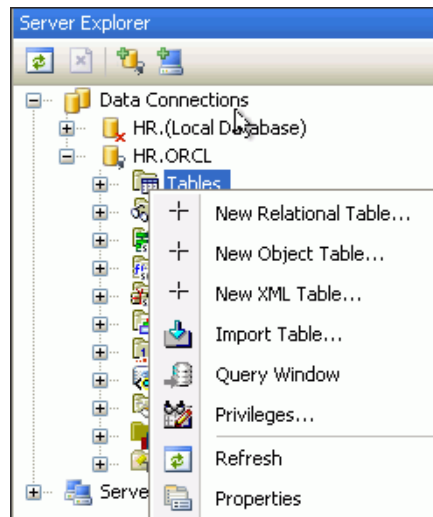 Server Explorer
Data Connections
HR.(Local Database)
HR.ORCL
Tables
New Relational Table...
New Object Table...
New XML Table...
Import Table...
Query Window
Privileges...
Refresh
Serve
Properties